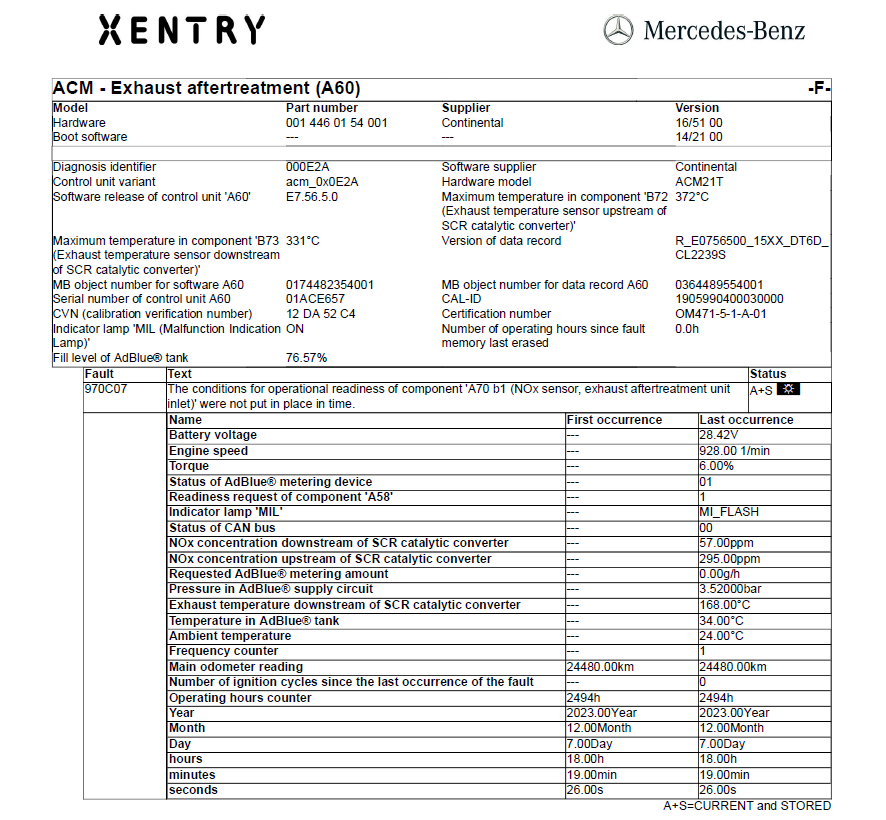 XENTRY Mercedes-Benz
ACM - Exhaust aftertreatment (A60) -F-
Model Part number Supplier Version
Hardware 001 446 01 54 001 Continental 16/51 00
Boot software --- --- 14/21 00
Diagnosis identifier 000E2A Software supplier Continental
Control unit variant acm_0x0E2A Hardware model ACM21T
Software release of control unit 'A60' E7.56.5.0 Maximum temperature in component 'B72 372°C
(Exhaust temperature sensor upstream of
SCR catalytic converter)'
Maximum temperature in component 'B73 331°C Version of data record R_E0756500_15XX_DT6D_
(Exhaust temperature sensor downstream CL2239S
of SCR catalytic converter)'
MB object number for software A60 0174482354001 MB object number for data record A60 0364489554001
Serial number of control unit A60 01ACE657 CAL-ID 1905990400030000
CVN (calibration verification number) 12 DA 52 C4 Certification number OM471-5-1-A-01
Indicator lamp 'MIL (Malfunction Indication ON Number of operating hours since fault 0.0h
Lamp)' memory last erased
Fill level of AdBlue® tank 76.57%
Fault Text Status
970C07 The conditions for operational readiness of component 'A70 b1 (NOx sensor, exhaust aftertreatment unit A+S
inlet)' were not put in place in time.
Name First occurrence Last occurrence
Battery voltage --- 28.42V
Engine speed --- 928.00 1/min
Torque --- 6.00%
Status of AdBlue® metering device --- 01
Readiness request of component 'A58' --- 1
Indicator lamp 'MIL' --- MI_FLASH
Status of CAN bus --- 00
NOx concentration downstream of SCR catalytic converter --- 57.00ppm
NOx concentration upstream of SCR catalytic converter --- 295.00ppm
Requested AdBlue® metering amount --- 0.00g/h
Pressure in AdBlue® supply circuit --- 3.52000bar
Exhaust temperature downstream of SCR catalytic converter --- 168.00°C
Temperature in AdBlue® tank --- 34.00°C
Ambient temperature --- 24.00°C
Frequency counter --- 1
Main odometer reading 24480.00km 24480.00km
Number of ignition cycles since the last occurrence of the fault --- 0
Operating hours counter 2494h 2494h
Year 2023.00Year 2023.00Year
Month 12.00Month 12.00Month
Day 7.00Day 7.00Day
hours 18.00h 18.00h
minutes 19.00min 19.00min
seconds 26.00s 26.00s
A+S=CURRENT and STORED